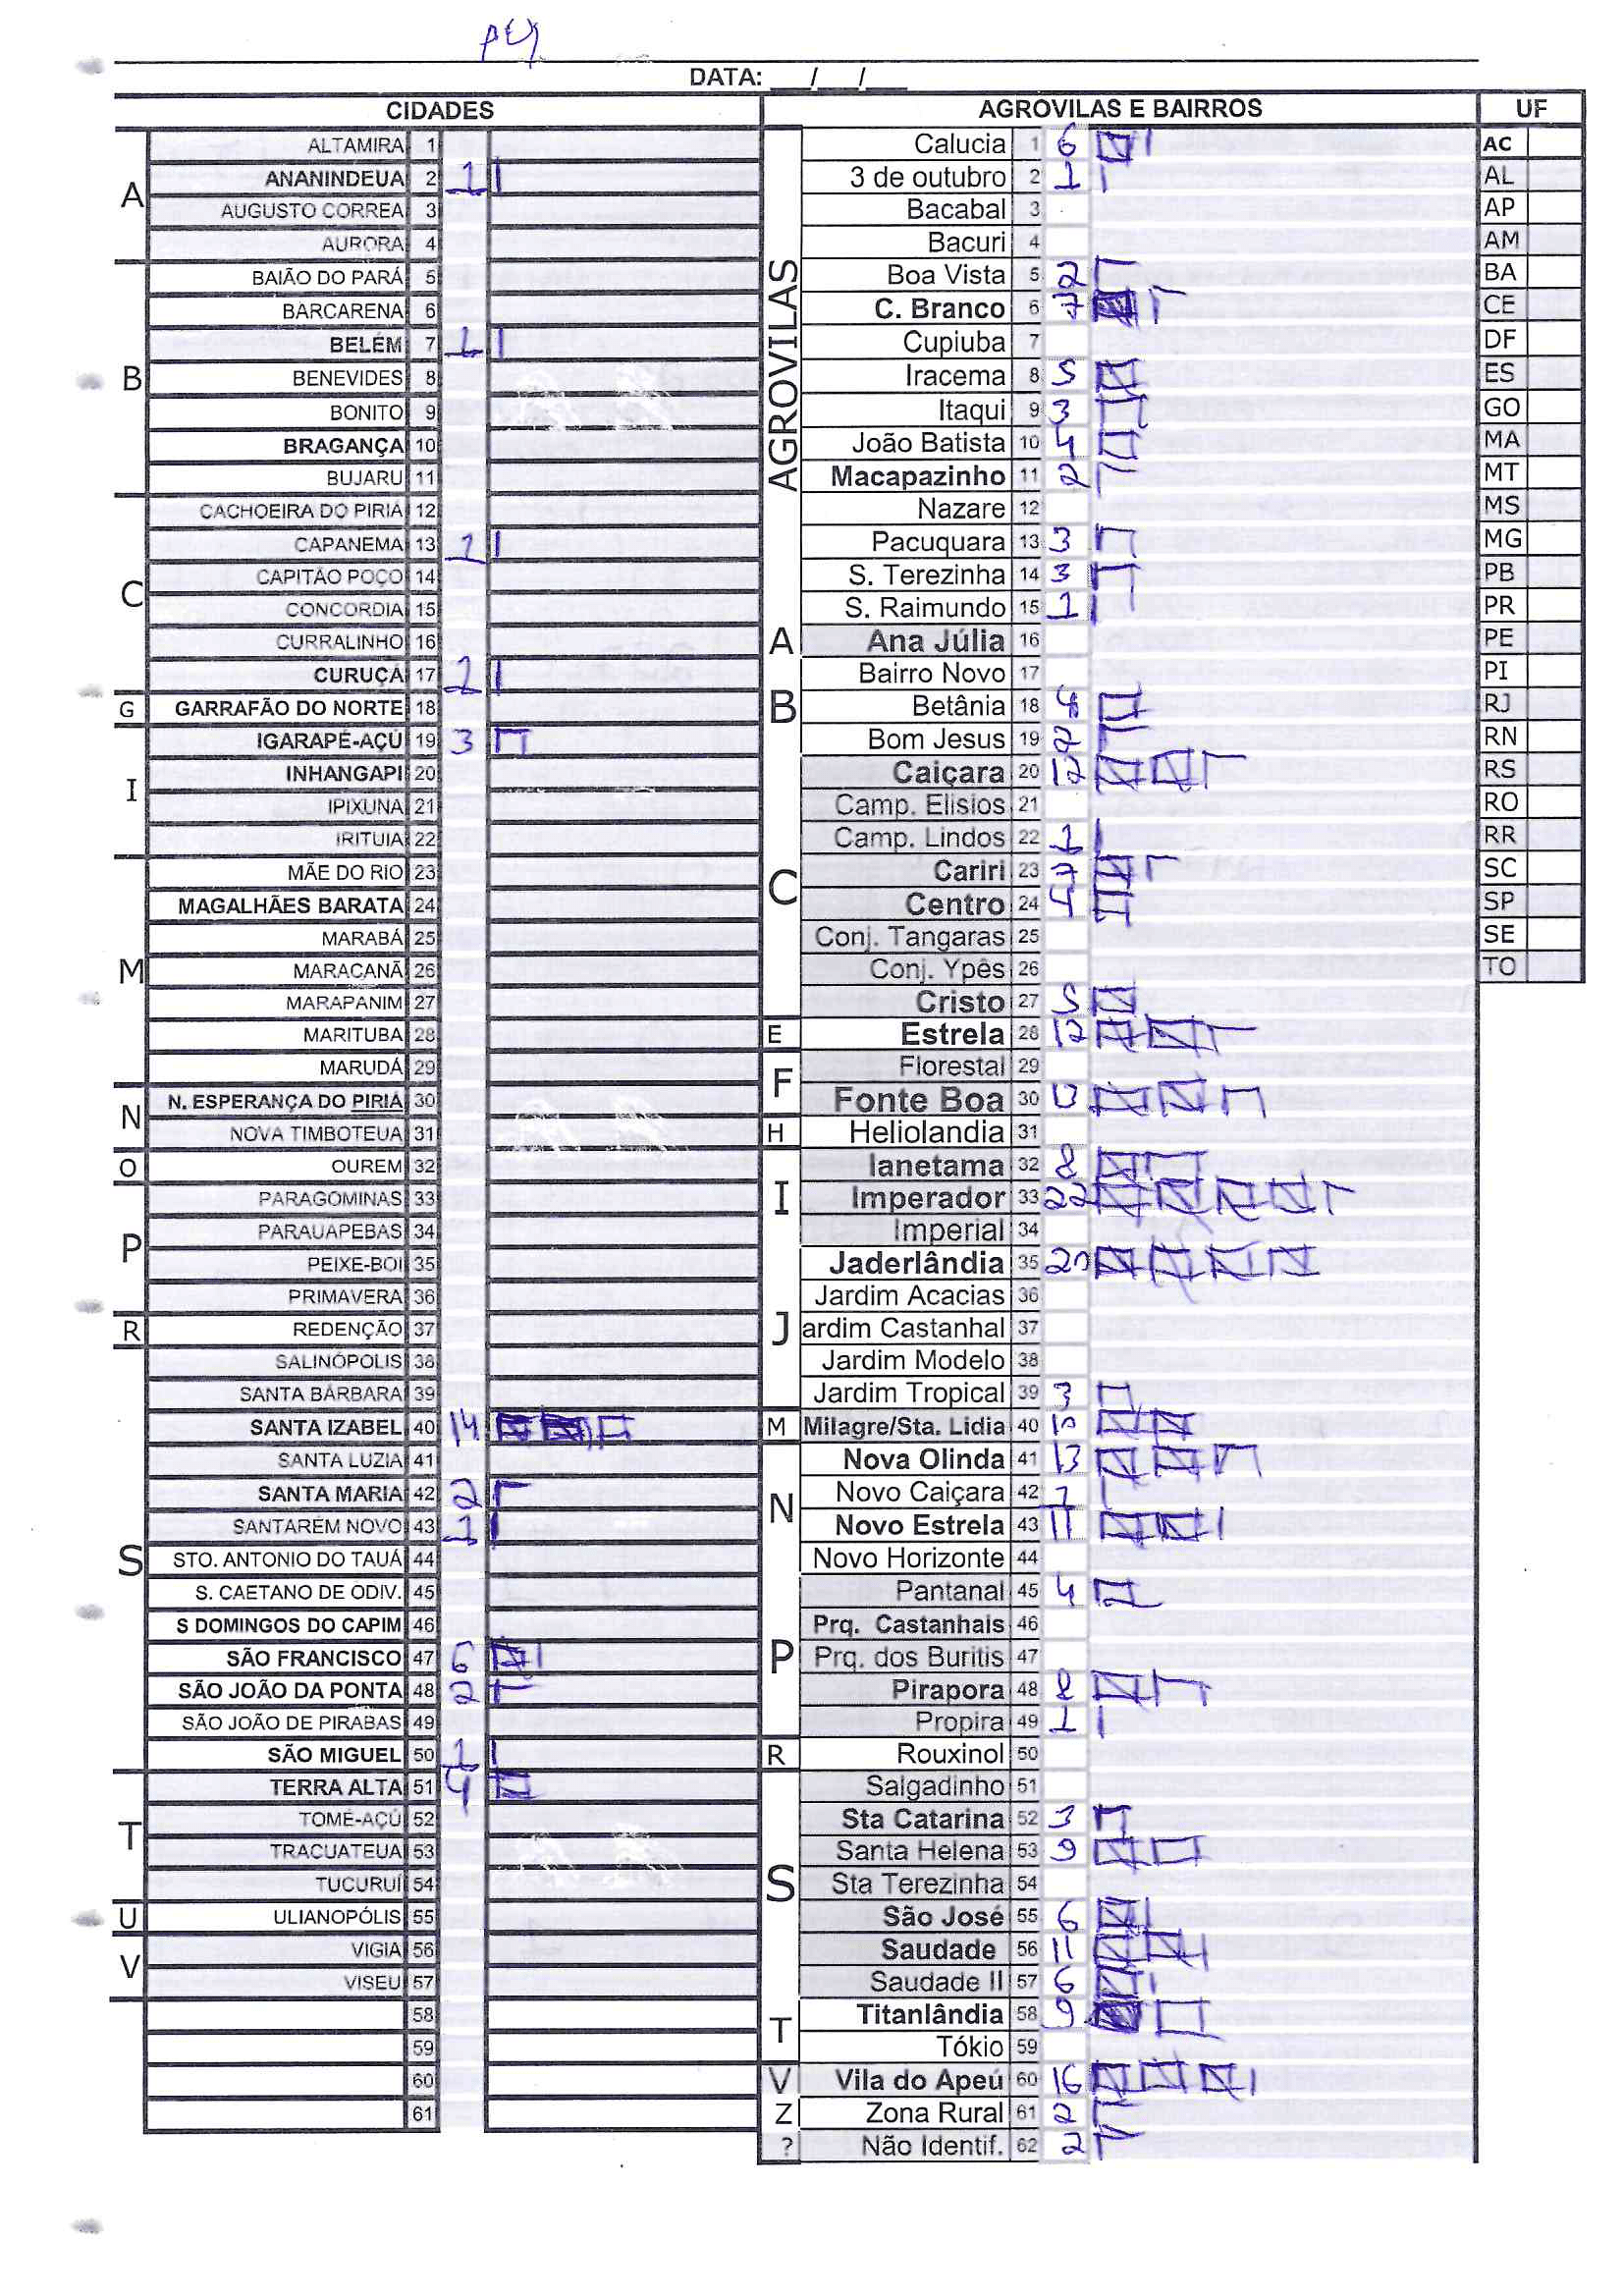 DATA: / /
CIDADES
A
ALTAMIRA 1
ANANINDEUA 2 1
AUGUSTO CORREA 3
AURORA 4
B
BAIÃO DO PARÁ 5
BARCARENA 6
BELÉM 7 1
BENEVIDES 8
BONITO 9
BRAGANÇA 10
BUJARU 11
C
CACHOEIRA DO PIRIÁ 12
CAPANEMA 13 1
CAPITÃO POÇO 14
CONCORDIA 15
CURRALINHO 16
CURUÇÁ 17
G
GARRAFÃO DO NORTE 18
I
IGARAPÉ-AÇÚ 19 3
INHANGAPI 20
IPIXUNA 21
IRITUIA 22
M
MÃE DO RIO 23
MAGALHÃES BARATA 24
MARABÁ 25
MARACANÃ 26
MARAPANIM 27
MARITUBA 28
MARUDÁ 29
N
N. ESPERANÇA DO PIRIÁ 30
NOVA TIMBOTEUA 31
O
OUREM 32
P
PARAGOMINAS 33
PARAUAPEBAS 34
PEIXE-BOI 35
PRIMAVERA 36
R
REDENÇÃO 37
S
SALINÓPOLIS 38
SANTA BÁRBARA 39
SANTA IZABEL 40 14
SANTA LUZIA 41
SANTA MARIA 42 2
SANTARÉM NOVO 43 1
STO. ANTONIO DO TAUÁ 44
S. CAETANO DE ODIV. 45
S DOMINGOS DO CAPIM 46
SÃO FRANCISCO 47 6
SÃO JOÃO DA PONTA 48 2
SÃO JOÃO DE PIRABAS 49
SÃO MIGUEL 50 1
T
TERRA ALTA 51 4
TOMÉ-AÇÚ 52
TRACUATEUA 53
TUCURUÍ 54
U
ULIANOPÓLIS 55
V
VIGIA 56
VISEU 57
58
59
60
61
AGROVILAS E BAIRROS
AGROVILAS
Calucia 1 6
3 de outubro 2 1
Bacabal 3
Bacuri 4
Boa Vista 5 2
C. Branco 6 7
Cupiuba 7
Iracema 8 5
Itaqui 9 3
João Batista 10 4
Macapazinho 11 2
Nazare 12
Pacuquara 13 3
S. Terezinha 14 3
S. Raimundo 15 1
A
Ana Júlia 16
Bairro Novo 17
B
Betânia 18 4
Bom Jesus 19 2
Caiçara 20 12
Camp. Elisios 21
Camp. Lindos 22 1
C
Cariri 23 7
Centro 24 4
Conj. Tangaras 25
Conj. Ypês 26
Cristo 27 5
E
Estrela 28 12
F
Florestal 29
Fonte Boa 30 13
H
Heliolandia 31
I
Ianetama 32 8
Imperador 33 22
Imperial 34
J
Jaderlândia 35 20
Jardim Acacias 36
ardim Castanhal 37
Jardim Modelo 38
Jardim Tropical 39 3
M
Milagre/Sta. Lidia 40 10
N
Nova Olinda 41 13
Novo Caiçara 42 1
Novo Estrela 43 11
Novo Horizonte 44
P
Pantanal 45 4
Prq. Castanhais 46
Prq. dos Buritis 47
Pirapora 48 8
Propira 49 1
R
Rouxinol 50
S
Salgadinho 51
Sta Catarina 52 3
Santa Helena 53 9
Sta Terezinha 54
São José 55 6
Saudade 56 11
Saudade II 57 6
T
Titanlândia 58 9
Tókio 59
V
Vila do Apeú 60 16
Z
Zona Rural 61 2
?
Não Identif. 62 2
UF
AC
AL
AP
AM
BA
CE
DF
ES
GO
MA
MT
MS
MG
PB
PR
PE
PI
RJ
RN
RS
RO
RR
SC
SP
SE
TO